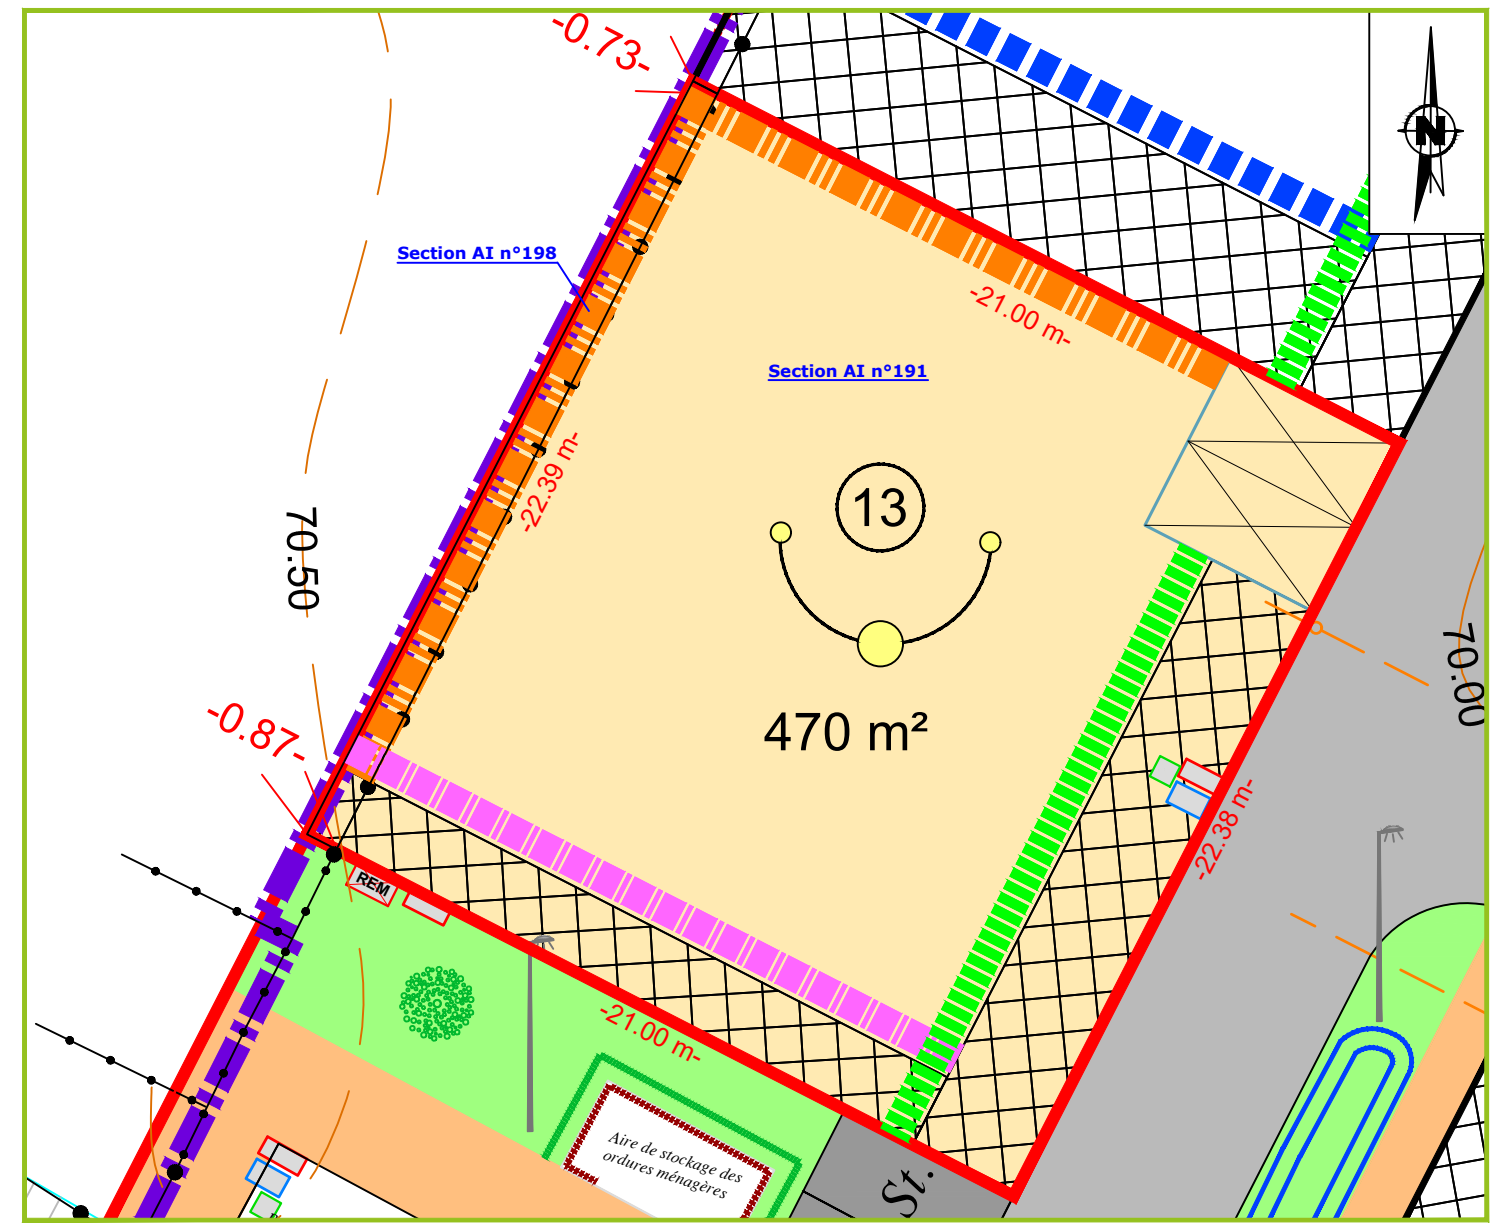 -0.73-
N
Section AI n°198
-21.00 m-
Section AI n°191
-22.39 m-
13
70.50
70.00
-0.87-
470 m²
-22.38 m-
REM
-21.00 m-
Aire de stockage des
ordures ménagères
St.